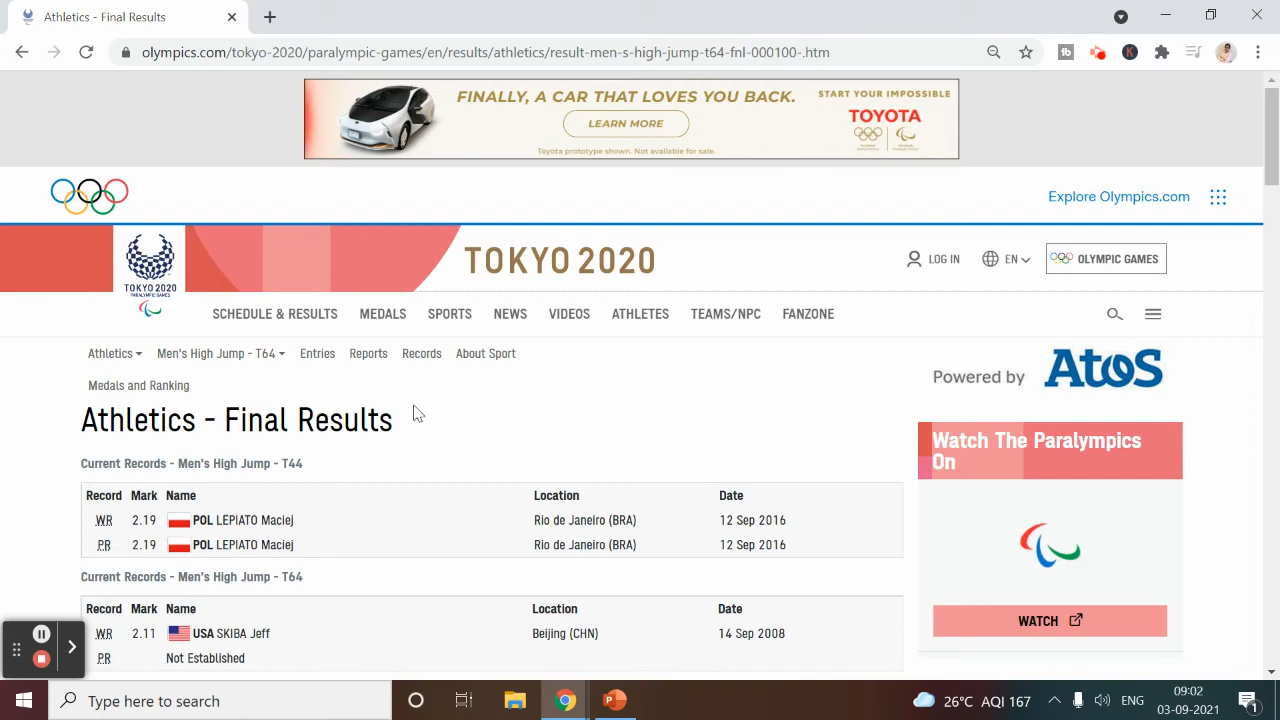 Athletics - Final Results
olympics.com/tokyo-2020/paralympic-games/en/results/athletics/result-men-s-high-jump-t64-fnl-000100-.htm
FINALLY, A CAR THAT LOVES YOU BACK.
LEARN MORE
Toyota prototype shown. Not available for sale.
START YOUR IMPOSSIBLE
TOYOTA
Explore Olympics.com
TOKYO 2020
PARALYMPIC GAMES
TOKYO 2020
LOG IN
EN
OLYMPIC GAMES
SCHEDULE & RESULTS MEDALS SPORTS NEWS VIDEOS ATHLETES TEAMS/NPC FANZONE
Athletics Men's High Jump - T64 Entries Reports Records About Sport
Medals and Ranking
Powered by Atos
Athletics - Final Results
Watch The Paralympics
On
WATCH
Current Records - Men's High Jump - T44
Record Mark Name Location Date
WR 2.19 POL LEPIATO Maciej Rio de Janeiro (BRA) 12 Sep 2016
PR 2.19 POL LEPIATO Maciej Rio de Janeiro (BRA) 12 Sep 2016
Current Records - Men's High Jump - T64
Record Mark Name Location Date
WR 2.11 USA SKIBA Jeff Beijing (CHN) 14 Sep 2008
PR Not Established
Type here to search
26°C AQI 167
ENG
09:02
03-09-2021
1